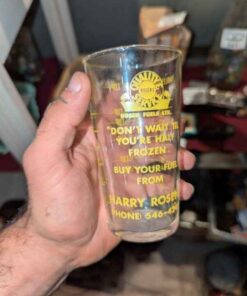 ROSEN FUELS LTD.
"DON'T WAIT 'TIL
YOU'RE HALF
FROZEN
BUY YOUR FUEL
FROM
HARRY ROSEN
PHONE: 546-